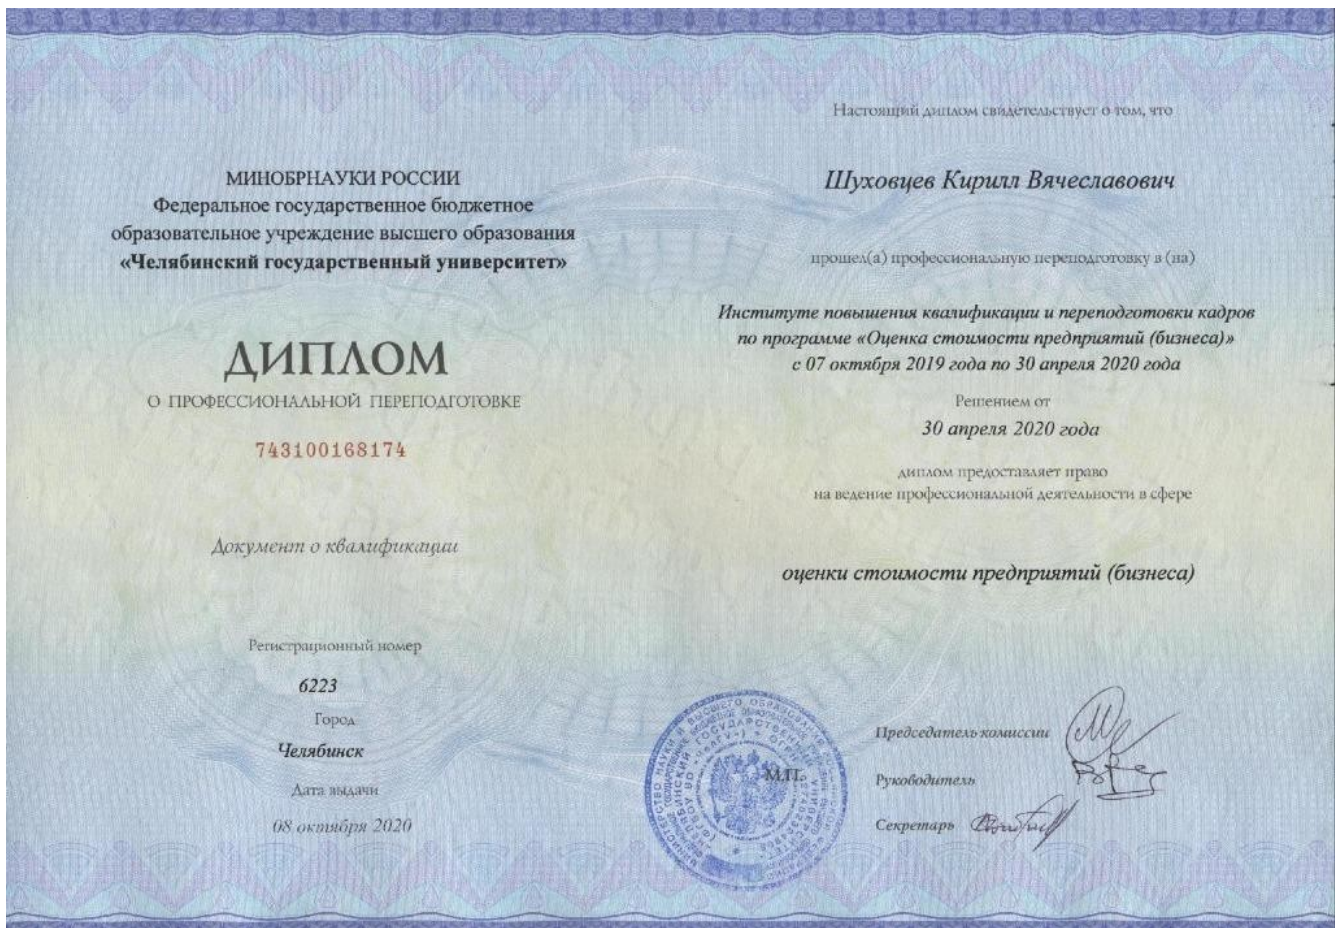 МИНОБРНАУКИ РОССИИ
Федеральное государственное бюджетное
образовательное учреждение высшего образования
«Челябинский государственный университет»
ДИПЛОМ
О ПРОФЕССИОНАЛЬНОЙ ПЕРЕПОДГОТОВКЕ
743100168174
Документ о квалификации
Регистрационный номер
6223
Город
Челябинск
Дата выдачи
08 октября 2020
Настоящий диплом свидетельствует о том, что
Шуховцев Кирилл Вячеславович
прошел(а) профессиональную переподготовку в (на)
Институте повышения квалификации и переподготовки кадров
по программе «Оценка стоимости предприятий (бизнеса)»
с 07 октября 2019 года по 30 апреля 2020 года
Решением от
30 апреля 2020 года
диплом предоставляет право
на ведение профессиональной деятельности в сфере
оценки стоимости предприятий (бизнеса)
М.П.
Председатель комиссии
Руководитель
Секретарь